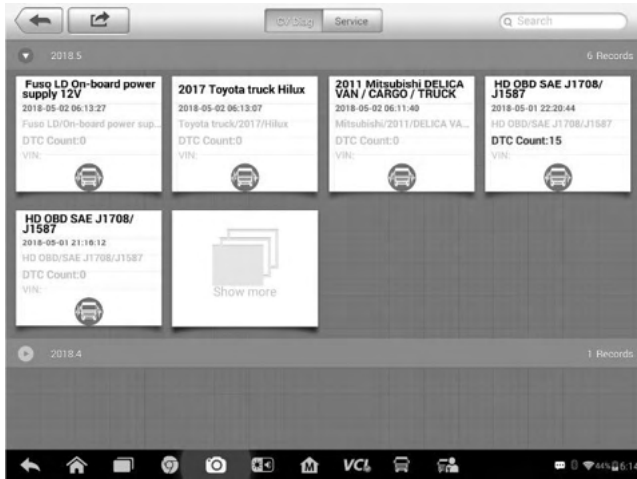 CV Diag Service Search
2018.5 6 Records
Fuso LD On-board power
supply 12V
2018-05-02 06:13:27
Fuso LD/On-board power sup...
DTC Count:0
VIN:
2017 Toyota truck Hilux
2018-05-02 06:13:07
Toyota truck/2017/Hilux
DTC Count:0
VIN:
2011 Mitsubishi DELICA
VAN / CARGO / TRUCK
2018-05-02 06:11:40
Mitsubishi/2011/DELICA VA...
DTC Count:0
VIN:
HD OBD SAE J1708/
J1587
2018-05-01 22:20:44
HD OBD/SAE J1708/J1587
DTC Count:15
VIN:
HD OBD SAE J1708/
J1587
2018-05-01 21:16:12
HD OBD/SAE J1708/J1587
DTC Count:0
VIN:
Show more
2018.4 1 Records
M VCI 44% 6:14